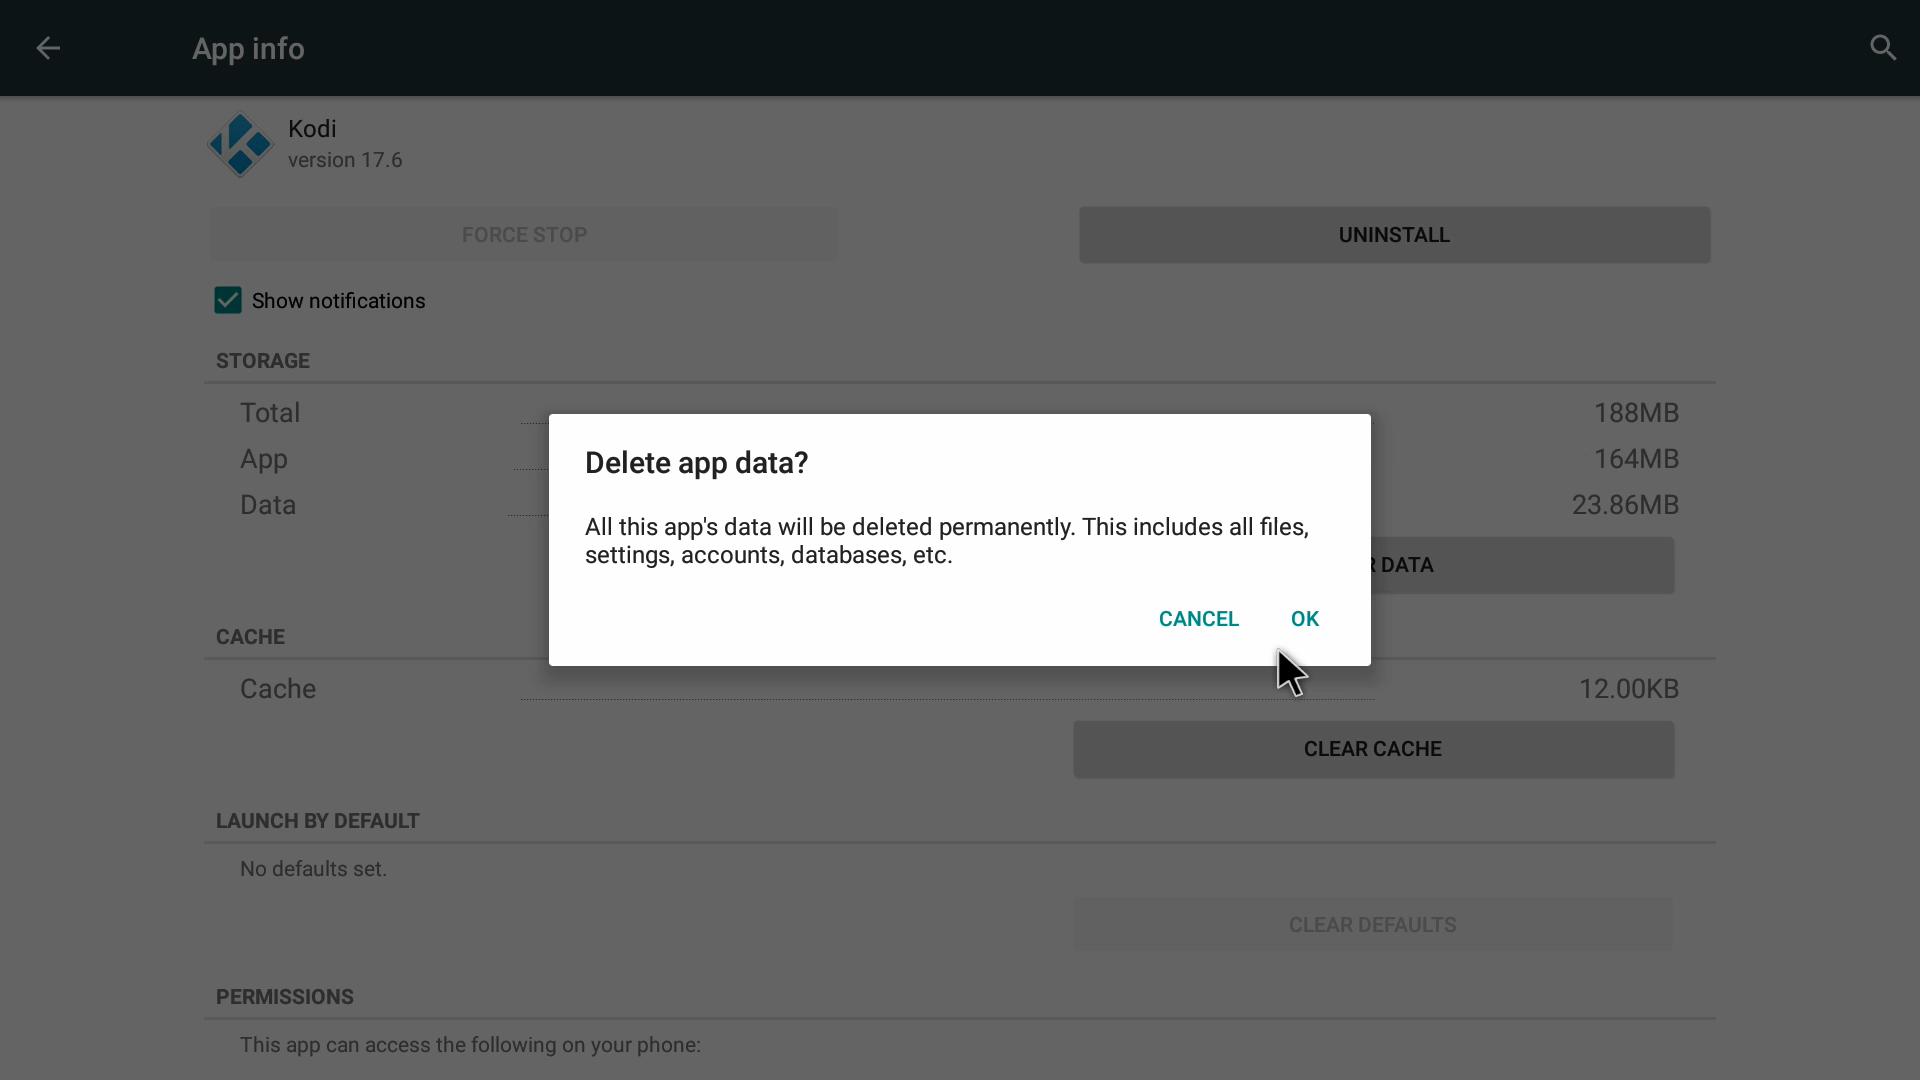 App info
Kodi
version 17.6
FORCE STOP
UNINSTALL
Show notifications
STORAGE
Total 188MB
App 164MB
Data 23.86MB
Delete app data?
All this app's data will be deleted permanently. This includes all files,
settings, accounts, databases, etc.
DATA
CANCEL OK
CACHE
Cache 12.00KB
CLEAR CACHE
LAUNCH BY DEFAULT
No defaults set.
CLEAR DEFAULTS
PERMISSIONS
This app can access the following on your phone: